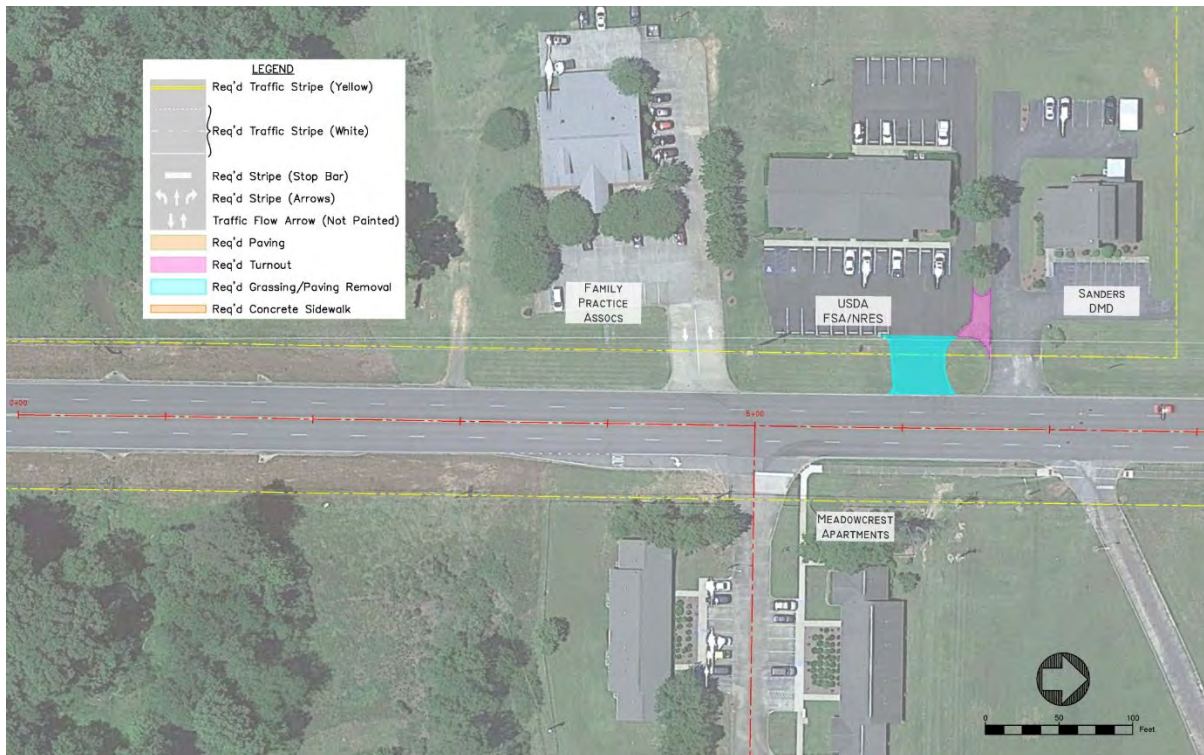 LEGEND
Req'd Traffic Stripe (Yellow)
Req'd Traffic Stripe (White)
Req'd Stripe (Stop Bar)
Req'd Stripe (Arrows)
Traffic Flow Arrow (Not Painted)
Req'd Paving
Req'd Turnout
Req'd Grassing/Paving Removal
Req'd Concrete Sidewalk
FAMILY
PRACTICE
ASSOCS
USDA
FSA/NRES
SANDERS
DMD
0+00
5+00
MEADOWCREST
APARTMENTS
0 50 100
Feet